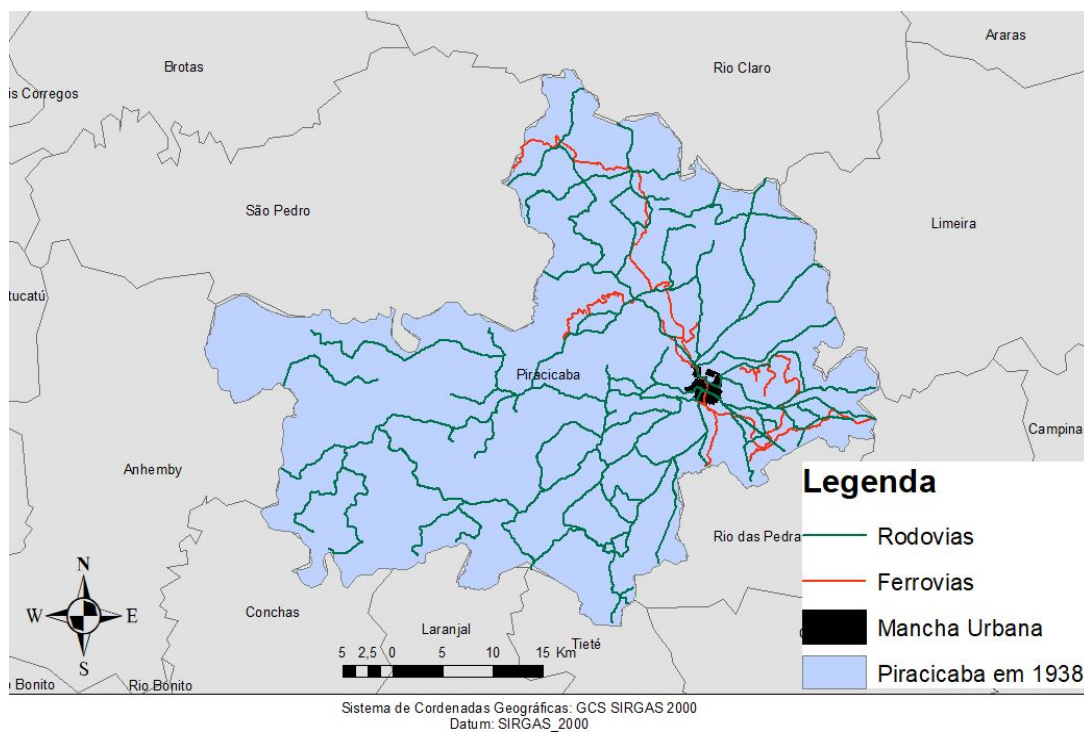 Araras
Brotas
Rio Claro
is Corregos
São Pedro
Limeira
tucatú
Piracicaba
Campina
Anhemby
Legenda
Rodovias
Rio das Pedra
Ferrovias
N
W E
S
Conchas
Laranjal
Tieté
Mancha Urbana
5 2,5 0 5 10 15 Km
Piracicaba em 1938
o Bonito
Rio Bonito
Sistema de Cordenadas Geográficas: GCS SIRGAS 2000
Datum: SIRGAS_2000